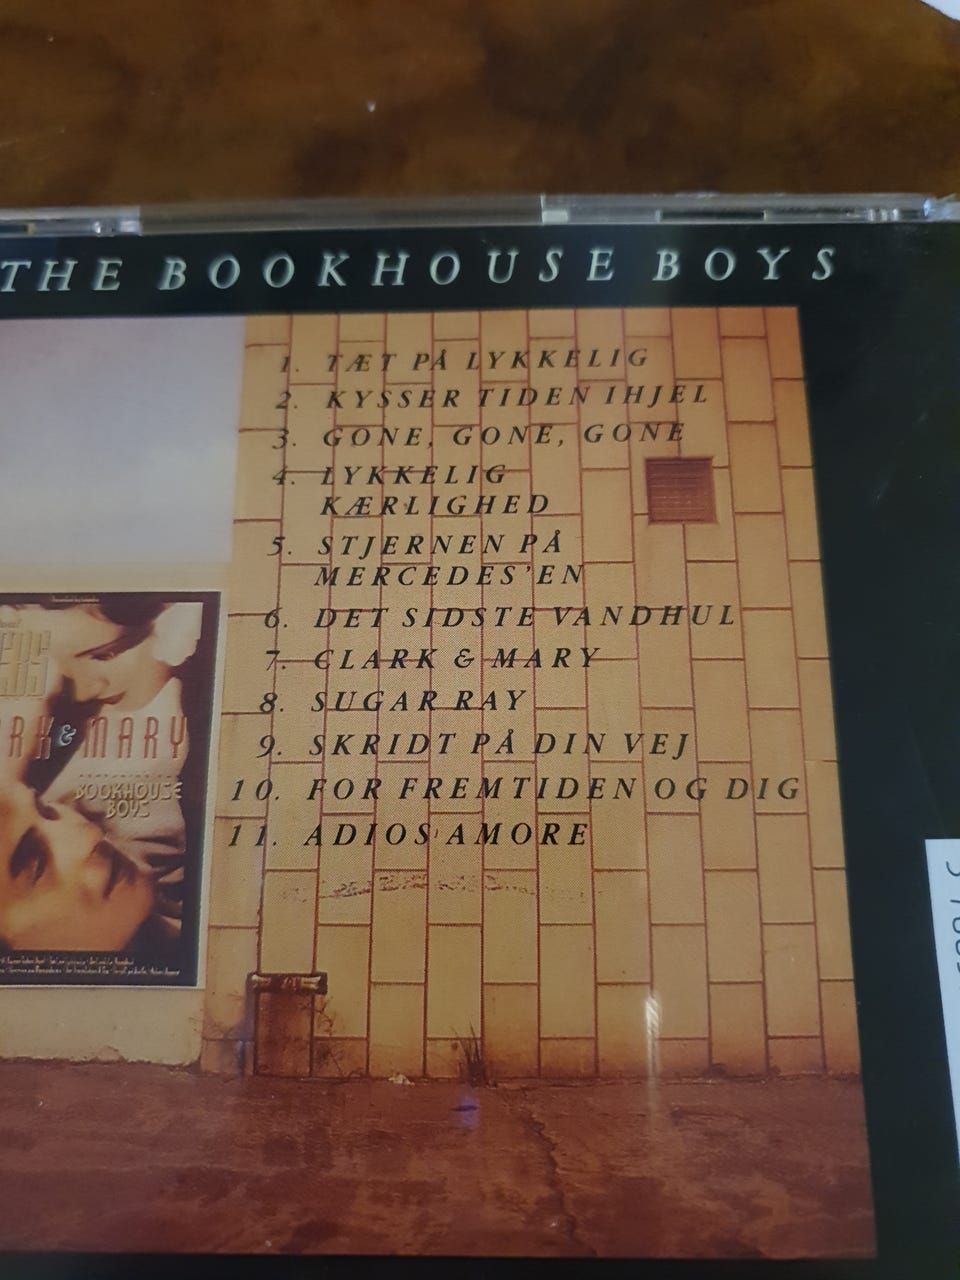 THE BOOKHOUSE BOYS
1. TÆT PÅ LYKKELIG
2. KYSSER TIDEN IHJEL
3. GONE, GONE, GONE
4. LYKKELIG
KÆRLIGHED
5. STJERNEN PÅ
MERCEDES'EN
6. DET SIDSTE VANDHUL
7. CLARK & MARY
8. SUGAR RAY
9. SKRIDT PÅ DIN VEJ
10. FOR FREMTIDEN OG DIG
11. ADIOS AMORE
& MARY
BOOKHOUSE
BOYS